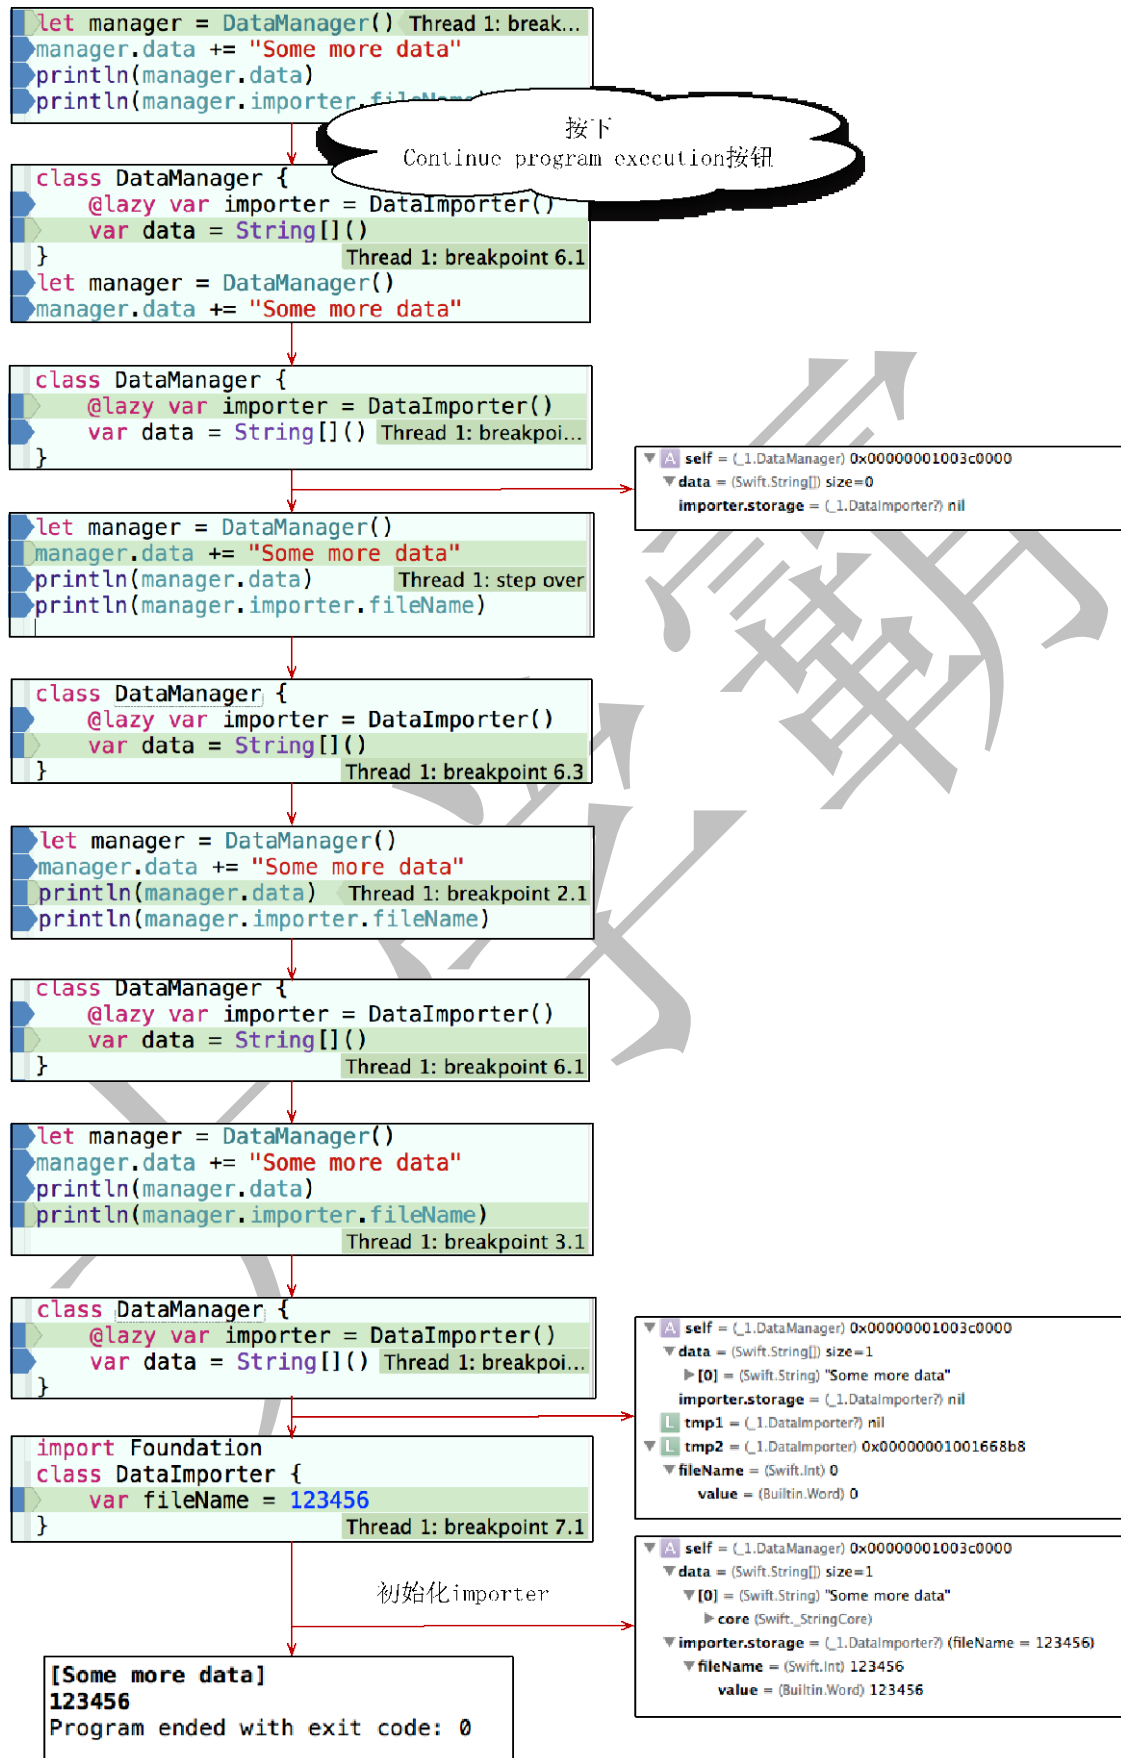 let manager = DataManager() Thread 1: break...
manager.data += "Some more data"
println(manager.data)
println(manager.importer.fileName)
按下
Continue program execution按钮
class DataManager {
@lazy var importer = DataImporter()
var data = String[]()
} Thread 1: breakpoint 6.1
let manager = DataManager()
manager.data += "Some more data"
class DataManager {
@lazy var importer = DataImporter()
var data = String[]() Thread 1: breakpoi...
}
self = (_1.DataManager) 0x00000001003c0000
data = (Swift.String[]) size=0
importer.storage = (_1.DataImporter?) nil
let manager = DataManager()
manager.data += "Some more data"
println(manager.data) Thread 1: step over
println(manager.importer.fileName)
class DataManager {
@lazy var importer = DataImporter()
var data = String[]()
} Thread 1: breakpoint 6.3
let manager = DataManager()
manager.data += "Some more data"
println(manager.data) Thread 1: breakpoint 2.1
println(manager.importer.fileName)
class DataManager {
@lazy var importer = DataImporter()
var data = String[]()
} Thread 1: breakpoint 6.1
let manager = DataManager()
manager.data += "Some more data"
println(manager.data)
println(manager.importer.fileName)
Thread 1: breakpoint 3.1
class DataManager {
@lazy var importer = DataImporter()
var data = String[]() Thread 1: breakpoi...
}
A self = (_1.DataManager) 0x00000001003c0000
data = (Swift.String[]) size=1
[0] = (Swift.String) "Some more data"
importer.storage = (_1.DataImporter?) nil
L tmp1 = (_1.DataImporter?) nil
L tmp2 = (_1.DataImporter) 0x00000001001668b8
fileName = (Swift.Int) 0
value = (Builtin.Word) 0
import Foundation
class DataImporter {
var fileName = 123456
} Thread 1: breakpoint 7.1
初始化importer
A self = (_1.DataManager) 0x00000001003c0000
data = (Swift.String[]) size=1
[0] = (Swift.String) "Some more data"
core (Swift._StringCore)
importer.storage = (_1.DataImporter?) (fileName = 123456)
fileName = (Swift.Int) 123456
value = (Builtin.Word) 123456
[Some more data]
123456
Program ended with exit code: 0